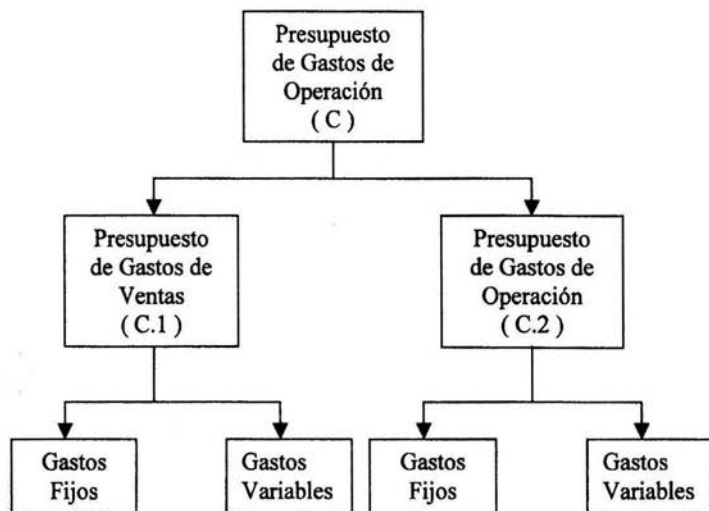 Presupuesto
de Gastos de
Operación
( C )
Presupuesto
de Gastos de
Ventas
( C.1 )
Presupuesto
de Gastos de
Operación
( C.2 )
Gastos
Fijos
Gastos
Variables
Gastos
Fijos
Gastos
Variables